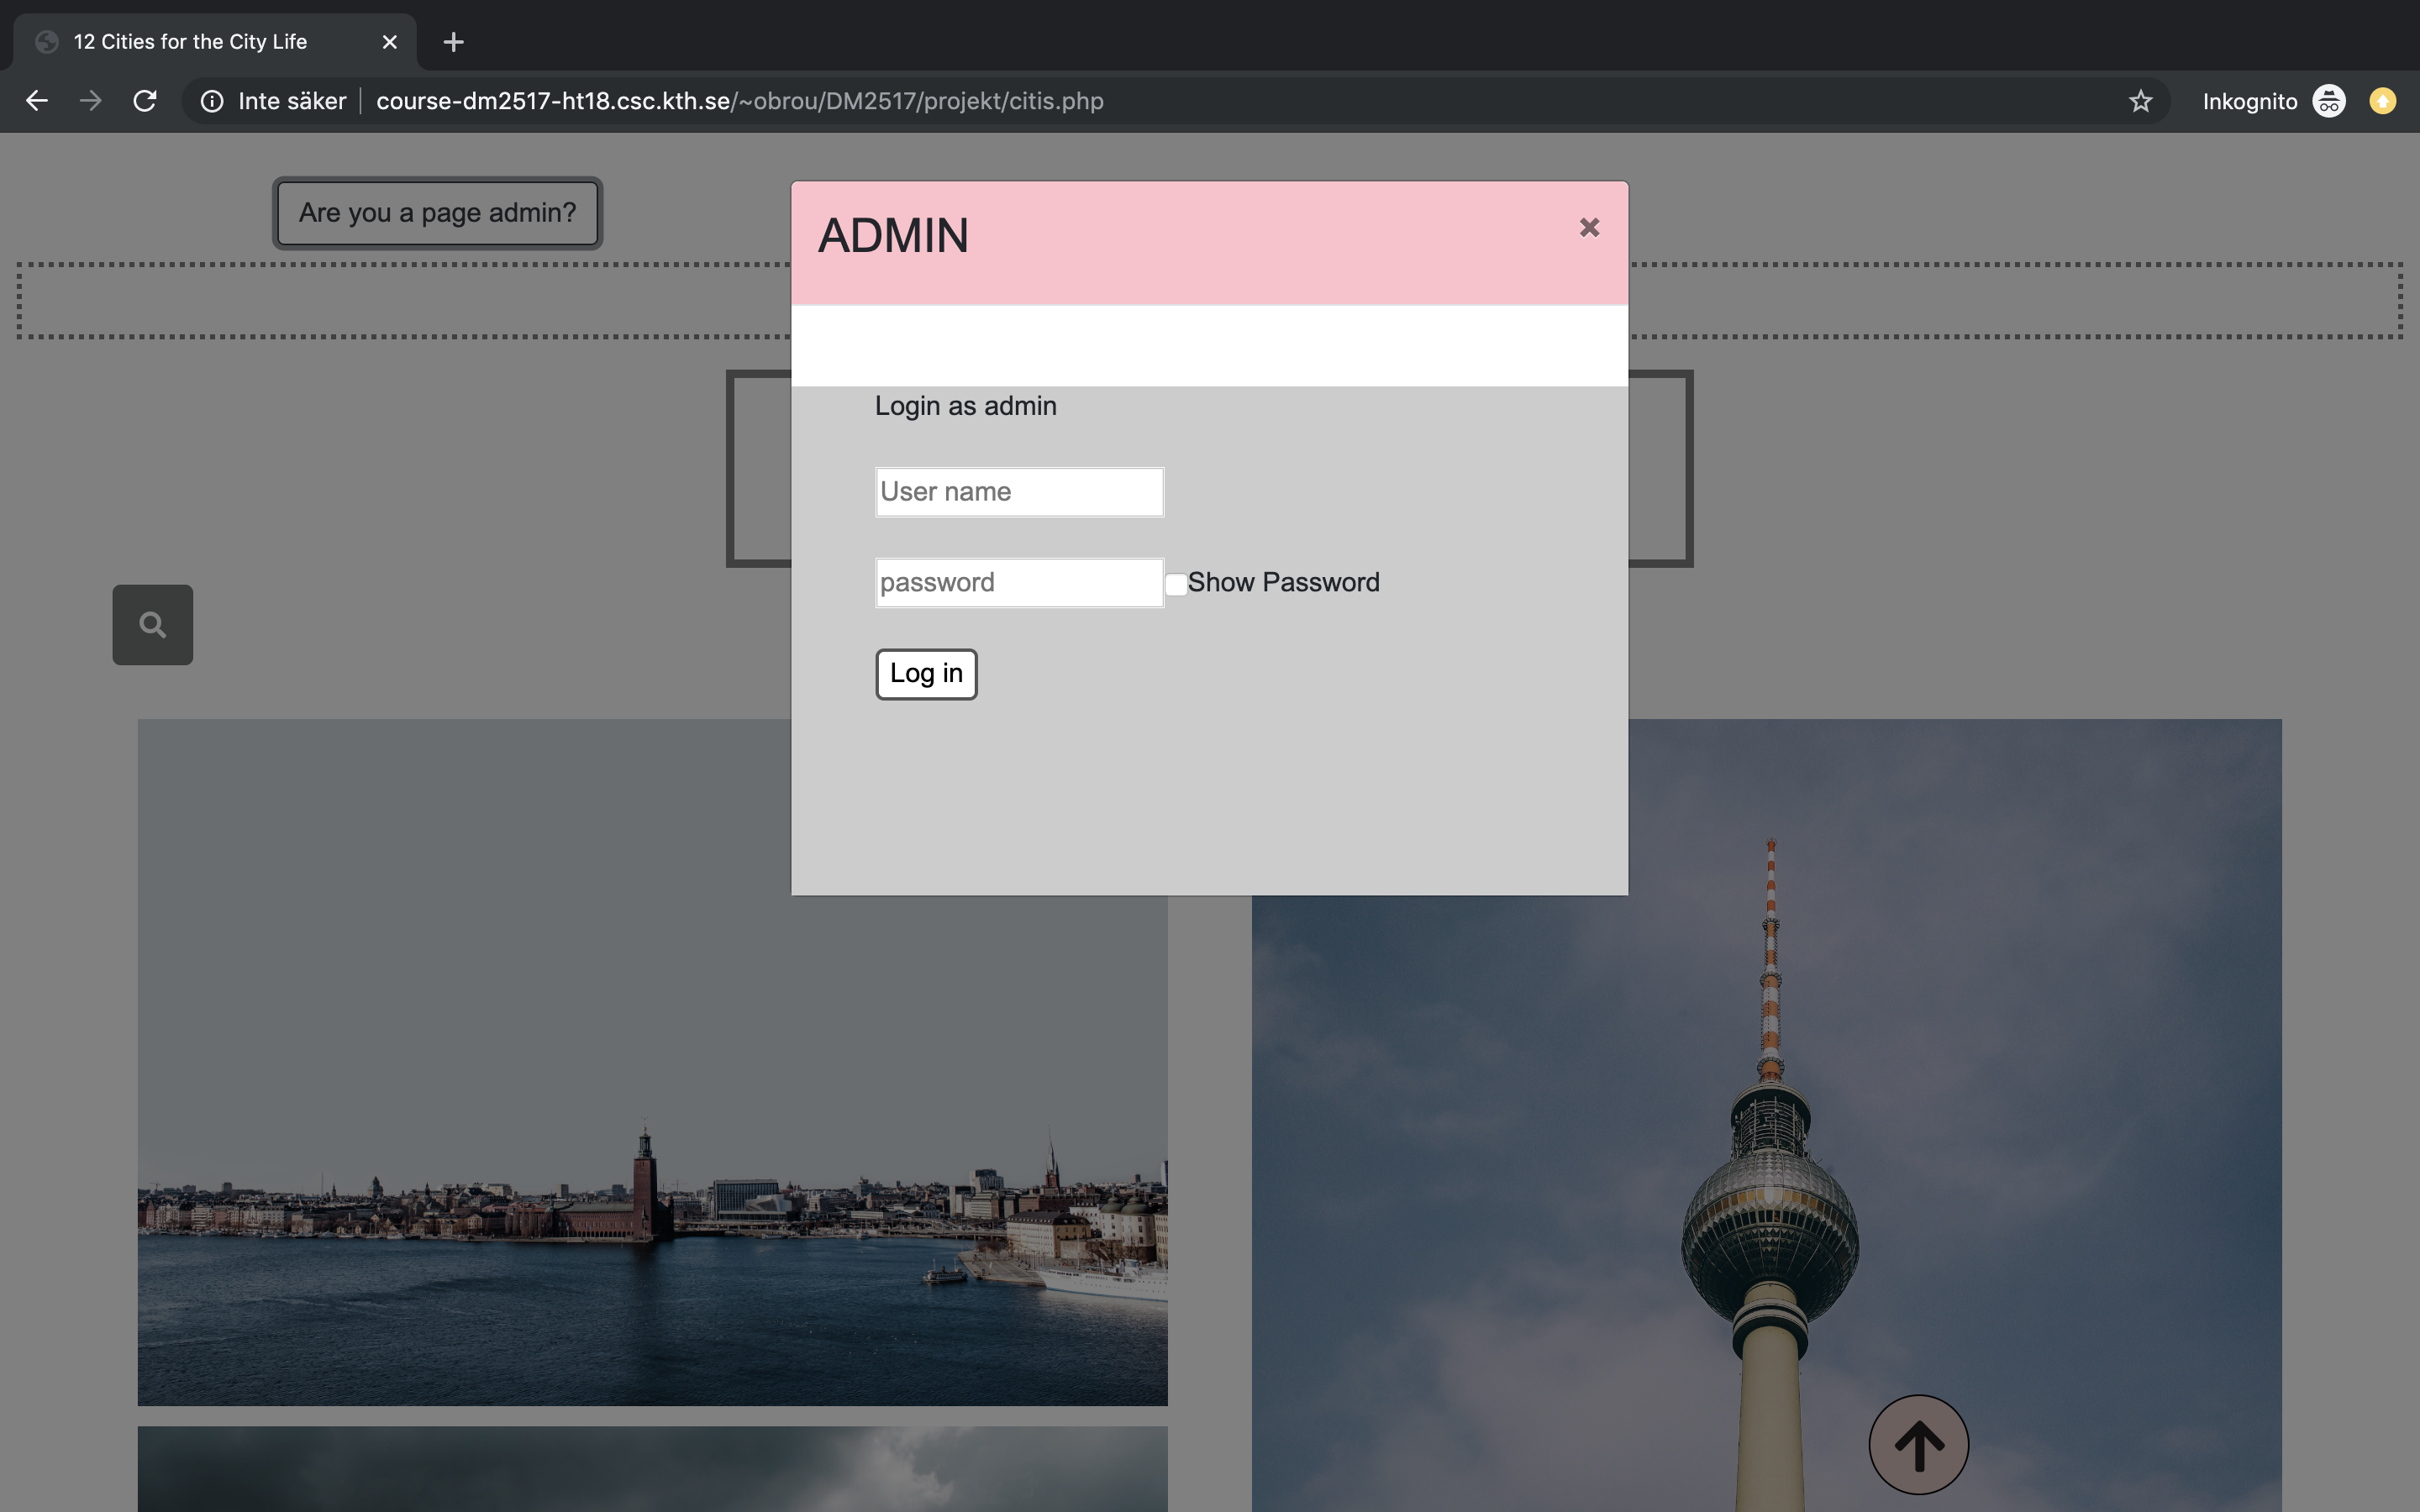 12 Cities for the City Life
Inte säker
course-dm2517-ht18.csc.kth.se/~obrou/DM2517/projekt/citis.php
Inkognito
Are you a page admin?
ADMIN
Login as admin
User name
password
Show Password
Log in